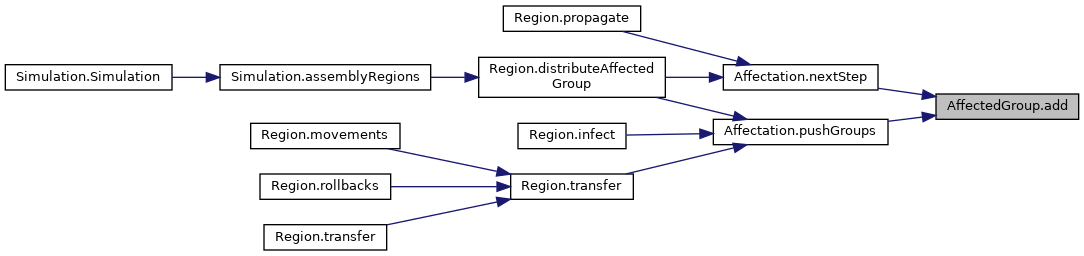 Region.propagate
Simulation.Simulation
Simulation.assemblyRegions
Region.distributeAffected
Group
Affectation.nextStep
AffectedGroup.add
Region.movements
Region.infect
Affectation.pushGroups
Region.rollbacks
Region.transfer
Region.transfer